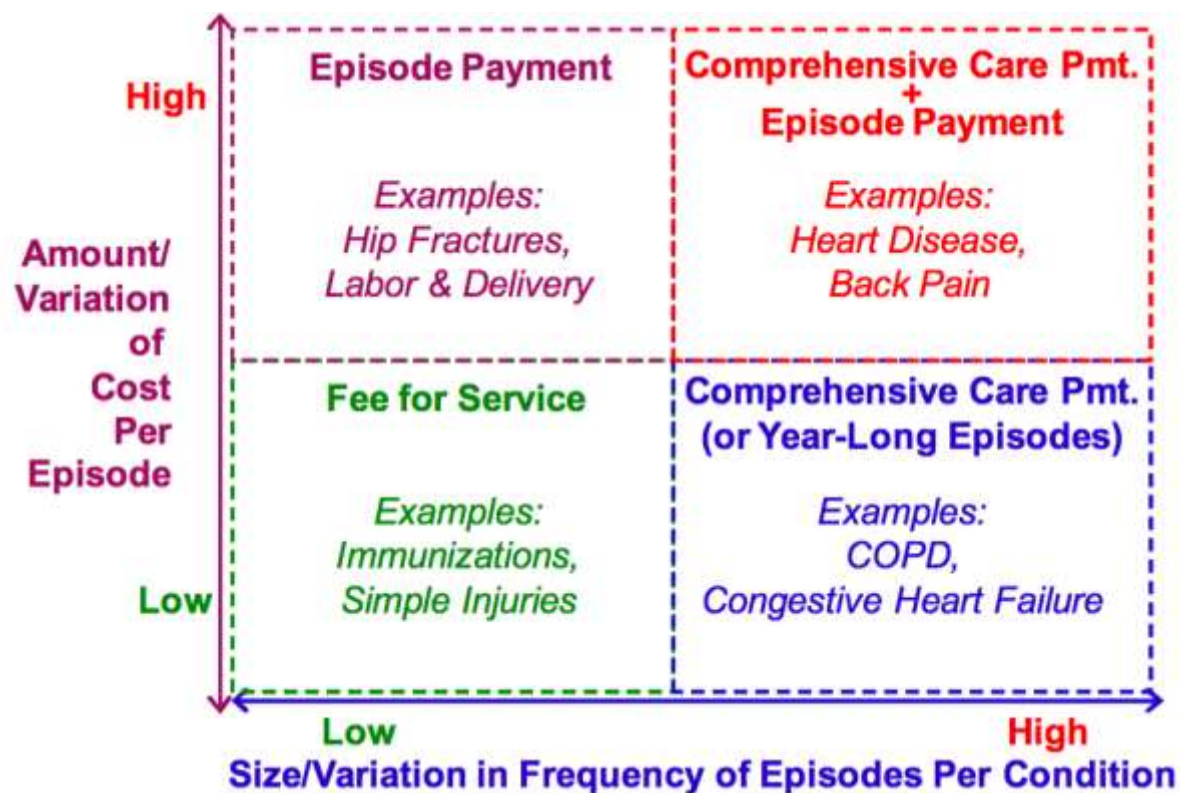 High
Amount/
Variation
of
Cost
Per
Episode
Low
Episode Payment
Examples:
Hip Fractures,
Labor & Delivery
Comprehensive Care Pmt.
+
Episode Payment
Examples:
Heart Disease,
Back Pain
Fee for Service
Examples:
Immunizations,
Simple Injuries
Comprehensive Care Pmt.
(or Year-Long Episodes)
Examples:
COPD,
Congestive Heart Failure
Low
High
Size/Variation in Frequency of Episodes Per Condition